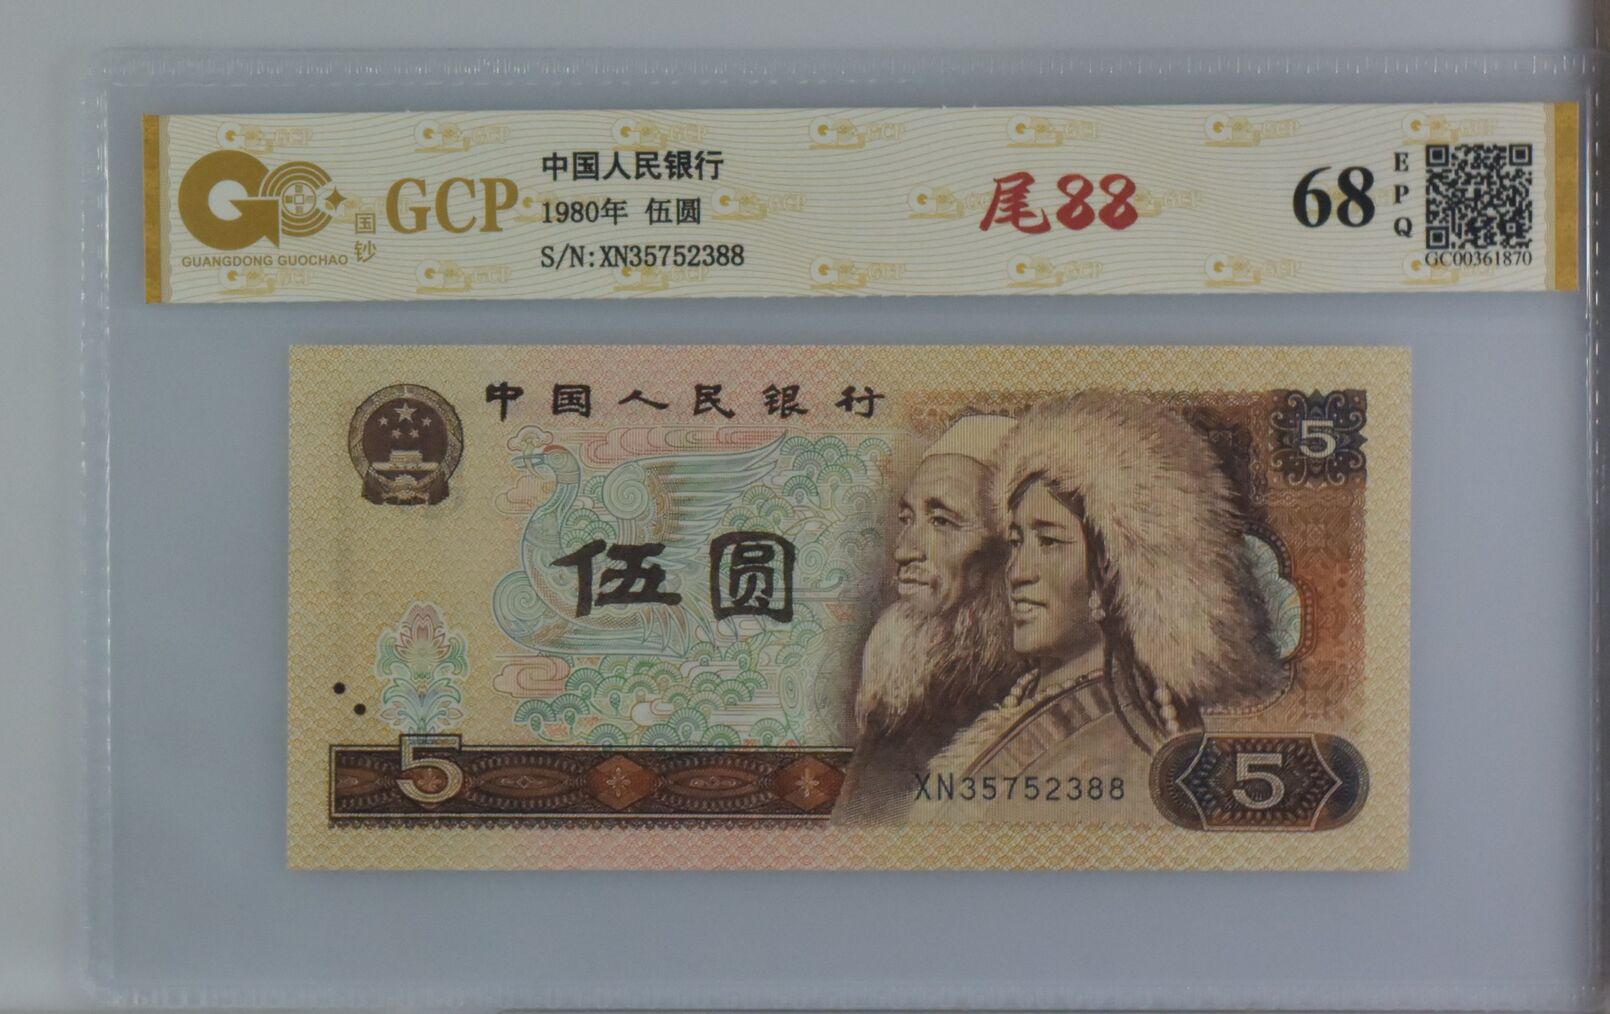 GCP
国钞
GUANGDONG GUOCHAO
中国人民银行
1980年 伍圆
S/N:XN35752388
尾88
68
EPQ
GC00361870
中国人民银行
5
伍圆
5
XN35752388
5